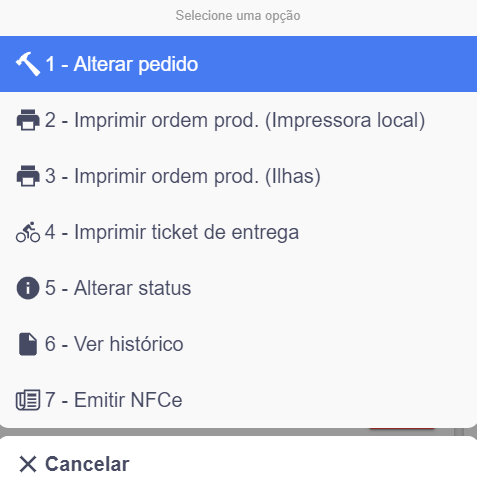 Selecione uma opção
1 - Alterar pedido
2 - Imprimir ordem prod. (Impressora local)
3 - Imprimir ordem prod. (Ilhas)
4 - Imprimir ticket de entrega
5 - Alterar status
6 - Ver histórico
7 - Emitir NFCe
Cancelar